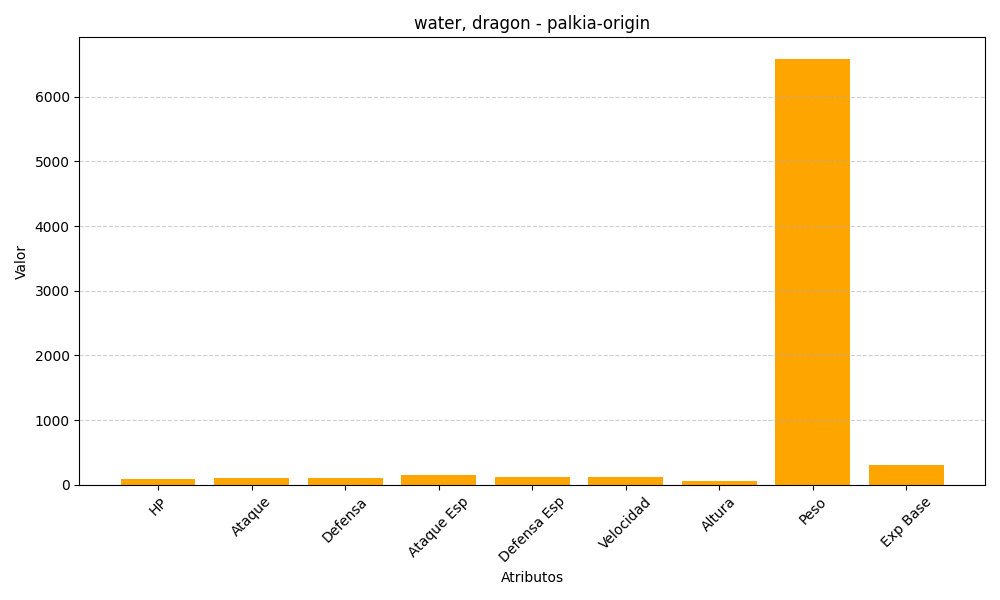 water, dragon - palkia-origin
Valor
6000
5000
4000
3000
2000
1000
0
HP
Ataque
Defensa
Ataque Esp
Defensa Esp
Velocidad
Altura
Peso
Exp Base
Atributos